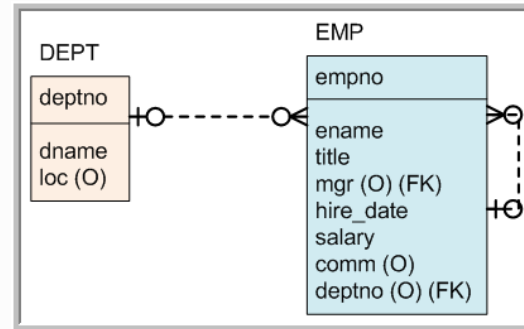 DEPT
deptno
dname
loc (O)
EMP
empno
ename
title
mgr (O) (FK)
hire_date
salary
comm (O)
deptno (O) (FK)